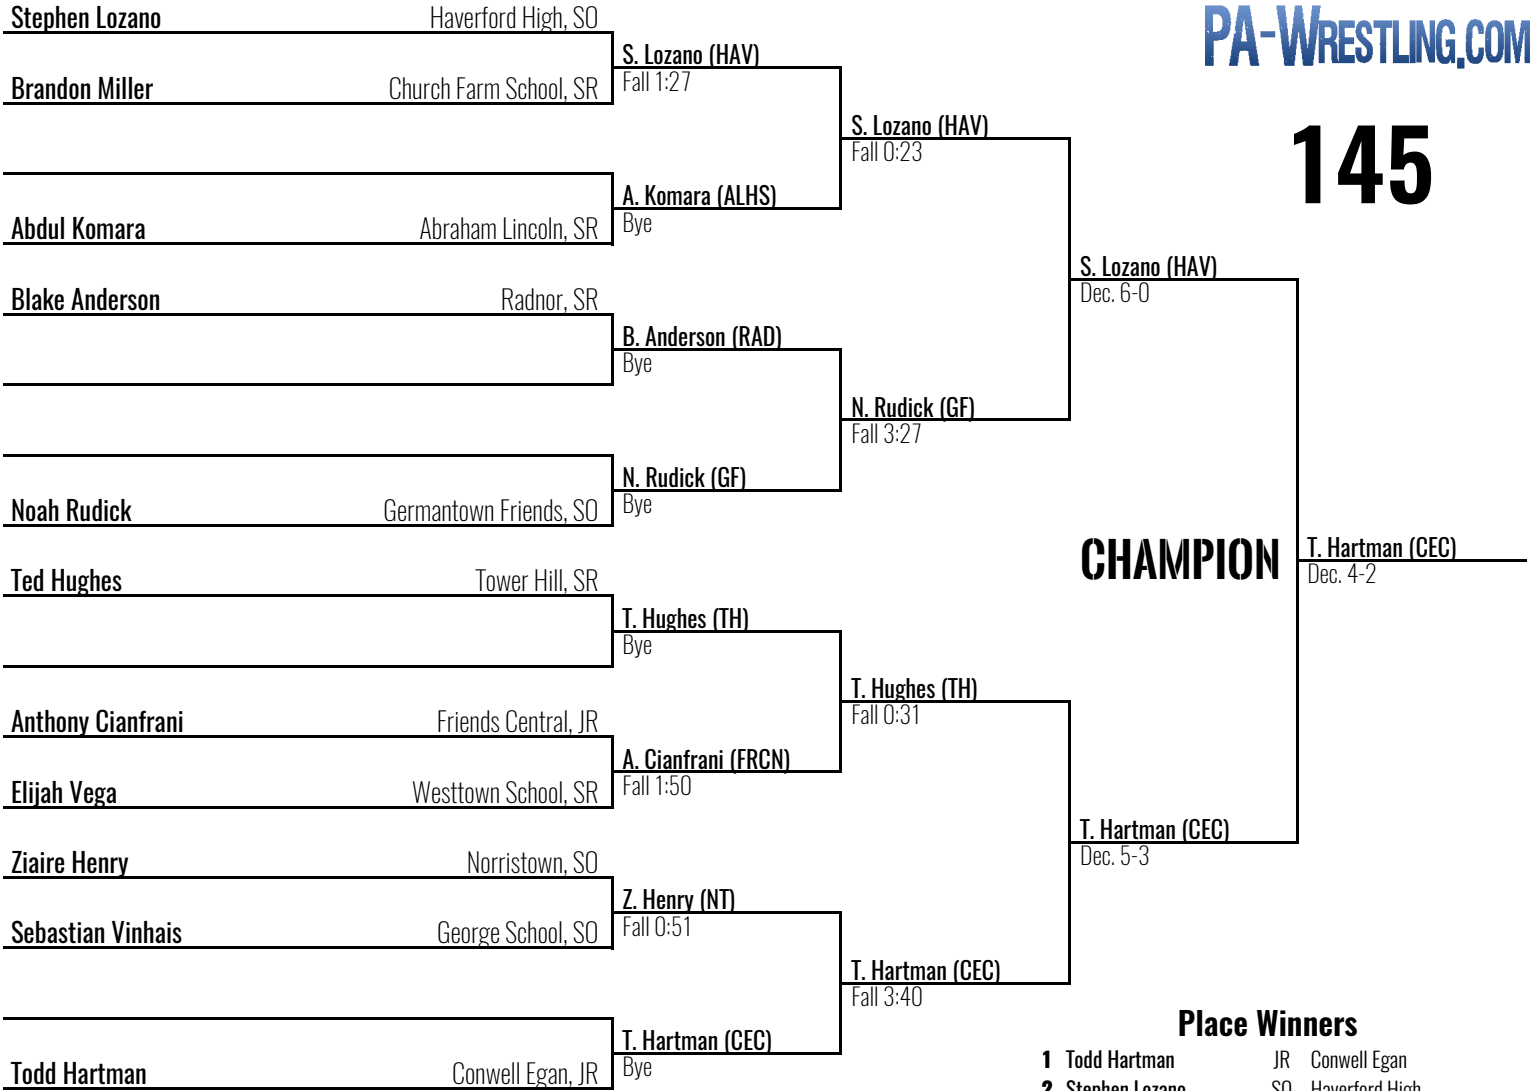 PA-WRESTLING.COM
145
Stephen Lozano Haverford High, SO
Brandon Miller Church Farm School, SR
Abdul Komara Abraham Lincoln, SR
Blake Anderson Radnor, SR
Noah Rudick Germantown Friends, SO
Ted Hughes Tower Hill, SR
Anthony Cianfrani Friends Central, JR
Elijah Vega Westtown School, SR
Ziaire Henry Norristown, SO
Sebastian Vinhais George School, SO
Todd Hartman Conwell Egan, JR
S. Lozano (HAV)
Fall 1:27
A. Komara (ALHS)
Bye
B. Anderson (RAD)
Bye
N. Rudick (GF)
Bye
T. Hughes (TH)
Bye
A. Cianfrani (FRCN)
Fall 1:50
Z. Henry (NT)
Fall 0:51
T. Hartman (CEC)
Bye
S. Lozano (HAV)
Fall 0:23
N. Rudick (GF)
Fall 3:27
T. Hughes (TH)
Fall 0:31
T. Hartman (CEC)
Fall 3:40
S. Lozano (HAV)
Dec. 6-0
T. Hartman (CEC)
Dec. 5-3
CHAMPION
T. Hartman (CEC)
Dec. 4-2
Place Winners
1 Todd Hartman JR Conwell Egan
2 Stephen Lozano SO Haverford High